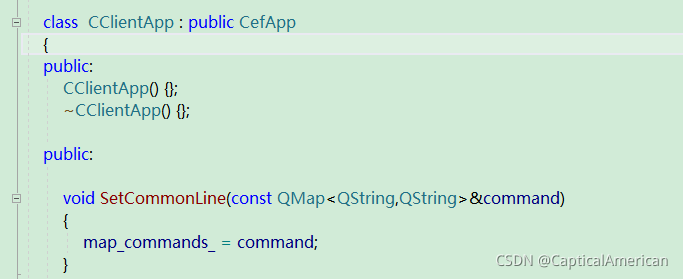 class CClientApp : public CefApp
{
public:
CClientApp() {};
~CClientApp() {};
public:
void SetCommonLine(const QMap<QString,QString>&command)
{
map_commands_ = command;
}
CSDN @CapticalAmerican